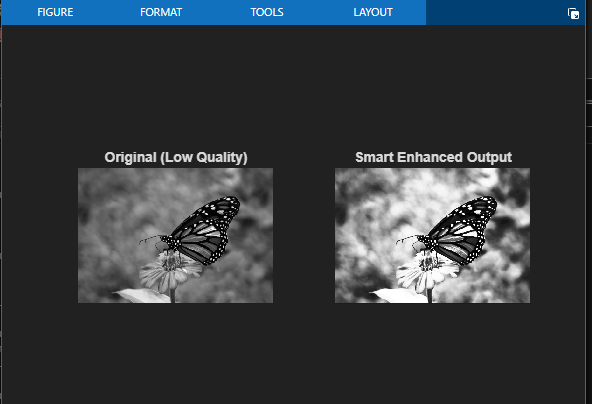 FIGURE FORMAT TOOLS LAYOUT
Original (Low Quality) Smart Enhanced Output